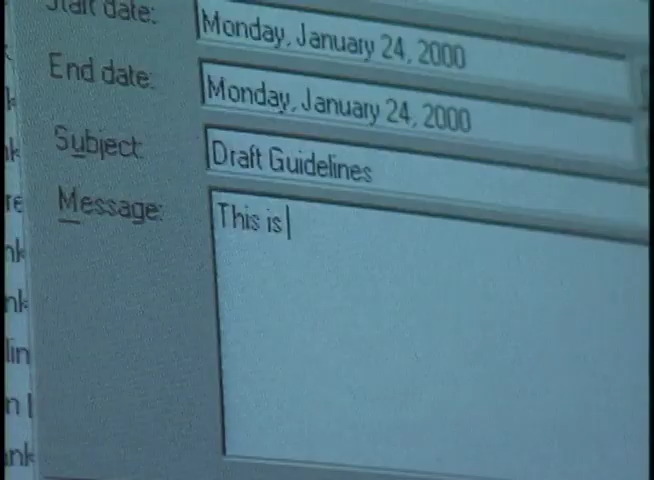 Start date: Monday, January 24, 2000
End date: Monday, January 24, 2000
Subject: Draft Guidelines
Message: This is